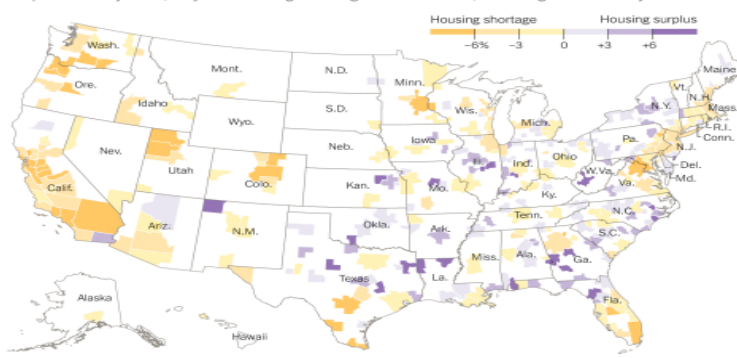 Housing shortage Housing surplus
−6% −3 0 +3 +6
Wash.
Mont.
N.D.
Minn.
Maine
Ore.
Idaho
S.D.
Wis.
Mich.
Vt.
N.H.
N.Y.
Mass.
Wyo.
R.I.
Conn.
Nev.
Neb.
Iowa
Ill.
Ind.
Ohio
Pa.
N.J.
Utah
Colo.
Kan.
Mo.
W.Va.
Del.
Md.
Calif.
Ky.
Va.
Ariz.
N.M.
Okla.
Ark.
Tenn.
N.C.
S.C.
Texas
La.
Miss.
Ala.
Ga.
Alaska
Hawaii
Fla.